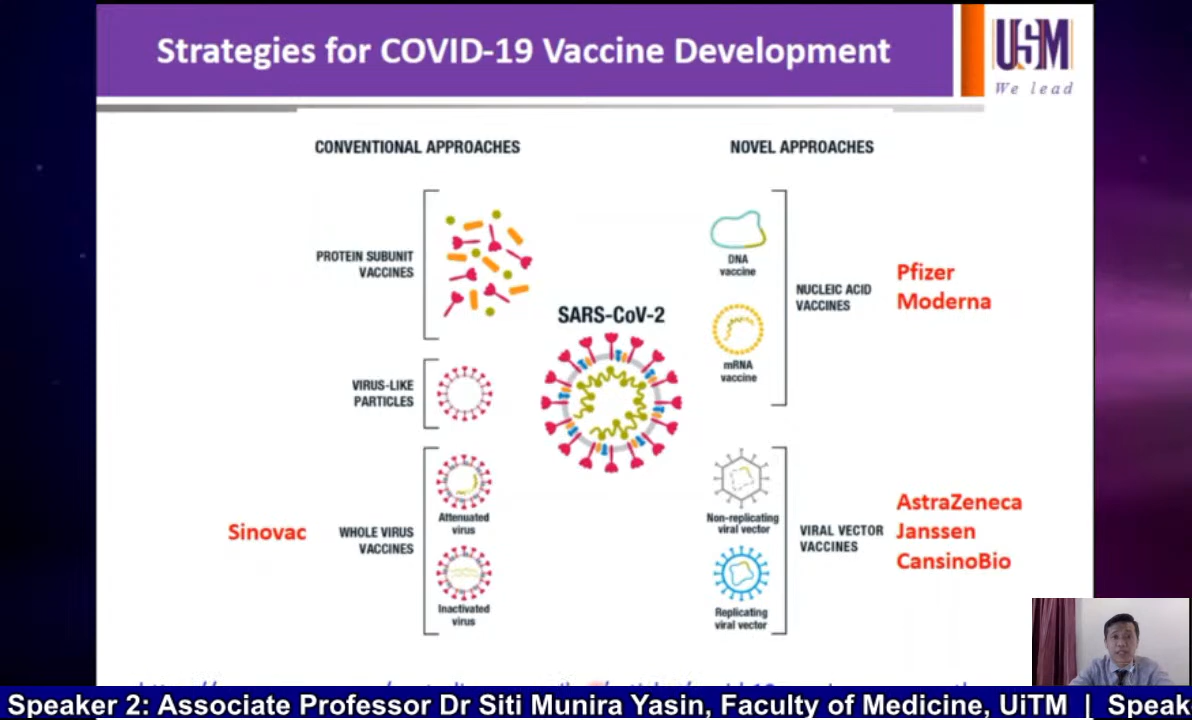 Strategies for COVID-19 Vaccine Development
USM
We lead
CONVENTIONAL APPROACHES
NOVEL APPROACHES
PROTEIN SUBUNIT
VACCINES
VIRUS-LIKE
PARTICLES
Sinovac
WHOLE VIRUS
VACCINES
Attenuated
virus
Inactivated
virus
SARS-CoV-2
DNA
vaccine
mRNA
vaccine
NUCLEIC ACID
VACCINES
Pfizer
Moderna
Non-replicating
viral vector
Replicating
viral vector
VIRAL VECTOR
VACCINES
AstraZeneca
Janssen
CansinoBio
Speaker 2: Associate Professor Dr Siti Munira Yasin, Faculty of Medicine, UiTM | Speak